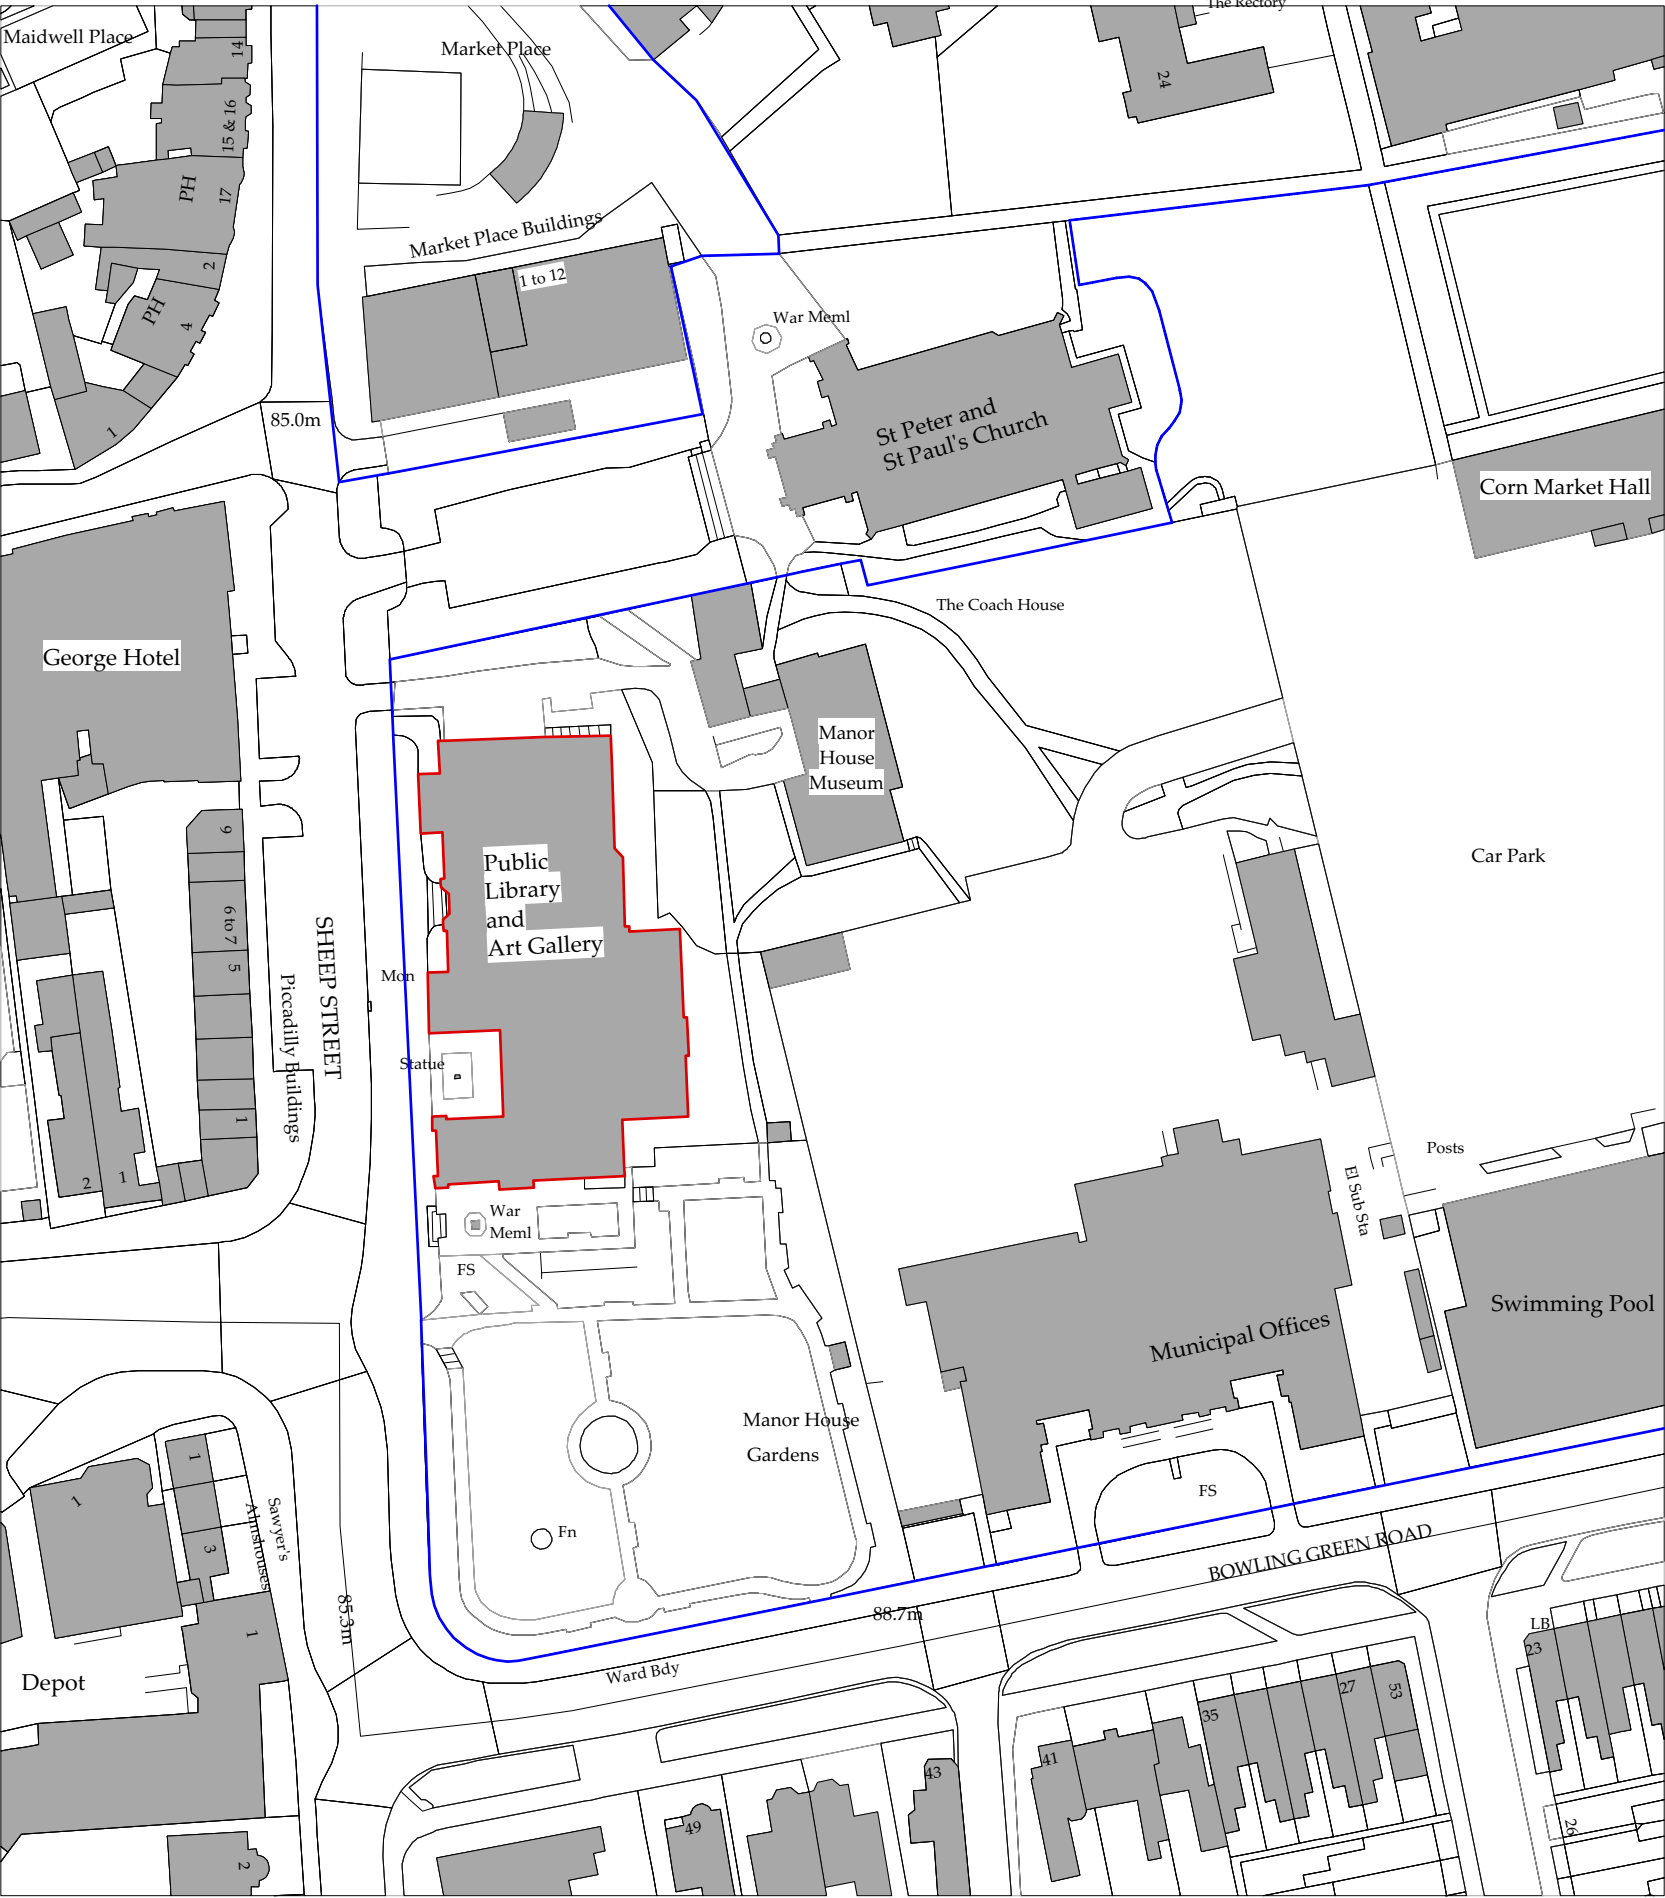 The Rectory
Maidwell Place
14
Market Place
24
15 & 16
PH
17
Market Place Buildings
2
1 to 12
PH
4
War Meml
85.0m
1
St Peter and
St Paul's Church
Corn Market Hall
The Coach House
George Hotel
Manor
House
Museum
9
Public
Library
and
Art Gallery
Car Park
6 to 7
5
SHEEP STREET
Piccadilly Buildings
Mon
Statue
1
Posts
2
1
El Sub Sta
War
Meml
FS
Swimming Pool
Municipal Offices
Manor House
Gardens
1
1
FS
Sawyer's
Almshouses
3
Fn
BOWLING GREEN ROAD
85.3m
88.7m
1
LB
23
Depot
Ward Bdy
27
53
35
41
43
49
26
2